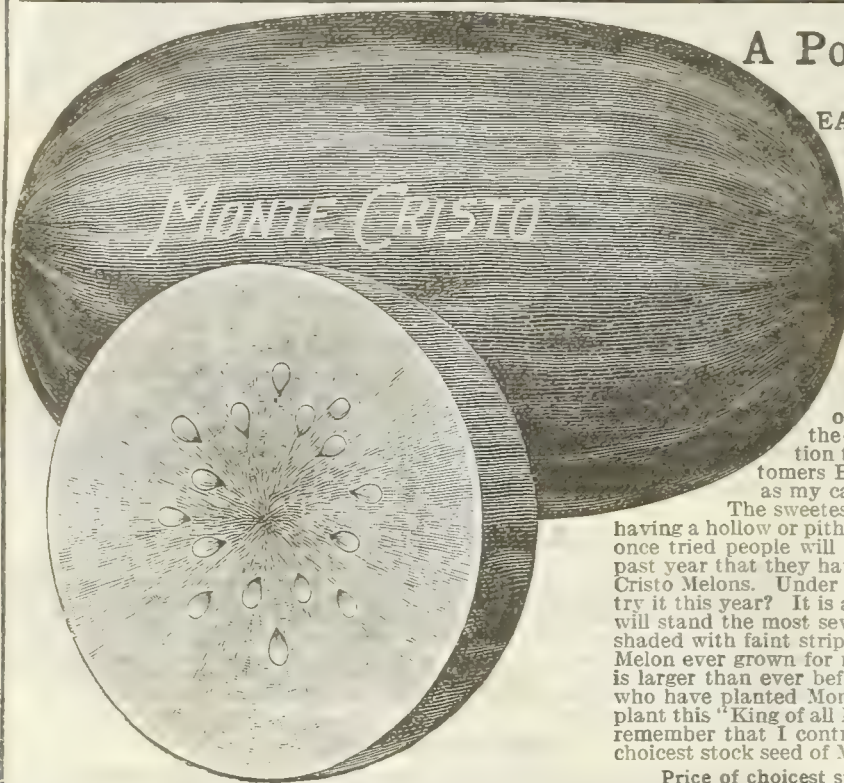 A Po
EA
MONTE CRISTO
o
the
tion t
tomers E
as my ca
The sweetes
having a hollow or pith
once tried people will
past year that they hav
Cristo Melons. Under
try it this year? It is a
will stand the most sev
shaded with faint strip
Melon ever grown for m
is larger than ever bef
who have planted Mon
plant this "King of all
remember that I contr
choicest stock seed of M
Price of choicest s